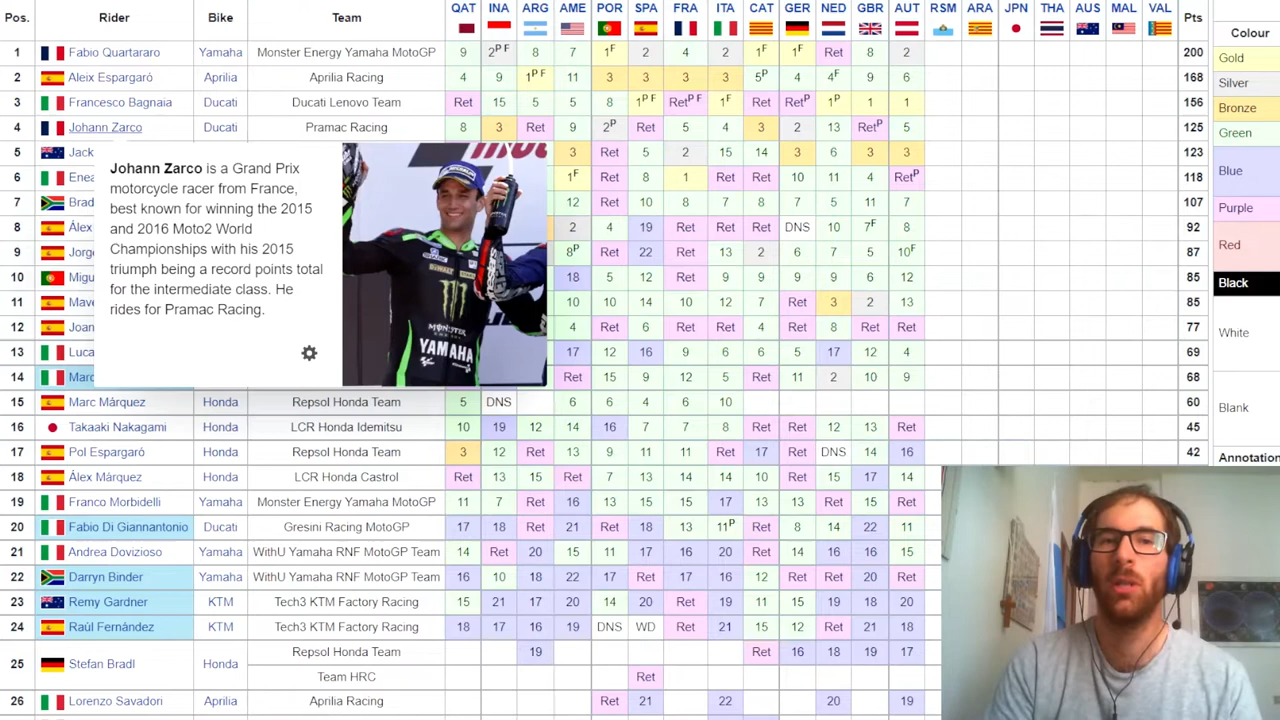 Pos. Rider Bike Team QAT INA ARG AME POR SPA FRA ITA CAT GER NED GBR AUT RSM ARA JPN THA AUS MAL VAL Pts Colour
1 Fabio Quartararo Yamaha Monster Energy Yamaha MotoGP 9 2P F 8 7 1F 2 4 2 1F 1F Ret 8 2 200 Gold
2 Aleix Espargaró Aprilia Aprilia Racing 4 9 1P F 11 3 3 3 3 5P 4 4F 9 6 168 Silver
3 Francesco Bagnaia Ducati Ducati Lenovo Team Ret 15 5 5 8 1P F RetP F 1F Ret RetP 1P 1 1 156 Bronze
4 Johann Zarco Ducati Pramac Racing 8 3 Ret 9 2P Ret 5 4 3 2 13 RetP 5 125 Green
5 Jack 3 Ret 5 2 15 14 3 6 3 3 123
6 Enea 1F Ret 8 1 Ret Ret 10 11 4 RetP 118 Blue
7 Brad 12 Ret 10 8 7 8 7 5 11 7 107 Purple
8 Álex 2 4 19 Ret Ret Ret DNS 10 7F 8 92
9 Jorge 8P Ret 22 Ret 13 2 6 7 5 10F 87 Red
10 Migu 18 5 12 Ret 9 9 9 9 6 12 85 Black
11 Mave 10 10 14 10 12 7 Ret 3 2 13 85
12 Joan 4 Ret 6 Ret Ret 4 Ret 8 Ret Ret 77 White
13 Luca 17 12 16 9 6 6 5 17 12 4 69
14 Marc Ret 15 9 12 5 Ret 11 2 10 9 68
15 Marc Márquez Honda Repsol Honda Team 5 DNS 6 6 4 6 10 60 Blank
16 Takaaki Nakagami Honda LCR Honda Idemitsu 10 19 12 14 16 7 7 8 Ret Ret 12 13 Ret 45
17 Pol Espargaró Honda Repsol Honda Team 3 12 Ret 13 9 11 11 Ret 17 Ret DNS 14 16 42 Annotation
18 Álex Márquez Honda LCR Honda Castrol Ret 13 15 Ret 7 13 14 14 10 Ret 15 17 14
19 Franco Morbidelli Yamaha Monster Energy Yamaha MotoGP 11 7 Ret 16 13 15 15 17 13 13 Ret 15 Ret
20 Fabio Di Giannantonio Ducati Gresini Racing MotoGP 17 18 Ret 21 Ret 18 13 11P Ret 8 14 22 11
21 Andrea Dovizioso Yamaha WithU Yamaha RNF MotoGP Team 14 Ret 20 15 11 17 16 20 Ret 14 16 16 15
22 Darryn Binder Yamaha WithU Yamaha RNF MotoGP Team 16 10 18 22 17 Ret 17 16 12 Ret Ret 20 Ret
23 Remy Gardner KTM Tech3 KTM Factory Racing 15 21 17 20 14 20 Ret 19 11 15 19 18 20
24 Raúl Fernández KTM Tech3 KTM Factory Racing 18 17 16 19 DNS WD Ret 21 15 12 Ret 21 18
25 Stefan Bradl Honda Repsol Honda Team 19 Ret 16 18 19 17
Team HRC Ret
26 Lorenzo Savadori Aprilia Aprilia Racing Ret 21 22 20 19
Johann Zarco is a Grand Prix
motorcycle racer from France,
best known for winning the 2015
and 2016 Moto2 World
Championships with his 2015
triumph being a record points total
for the intermediate class. He
rides for Pramac Racing.
MONSTER
YAMAHA